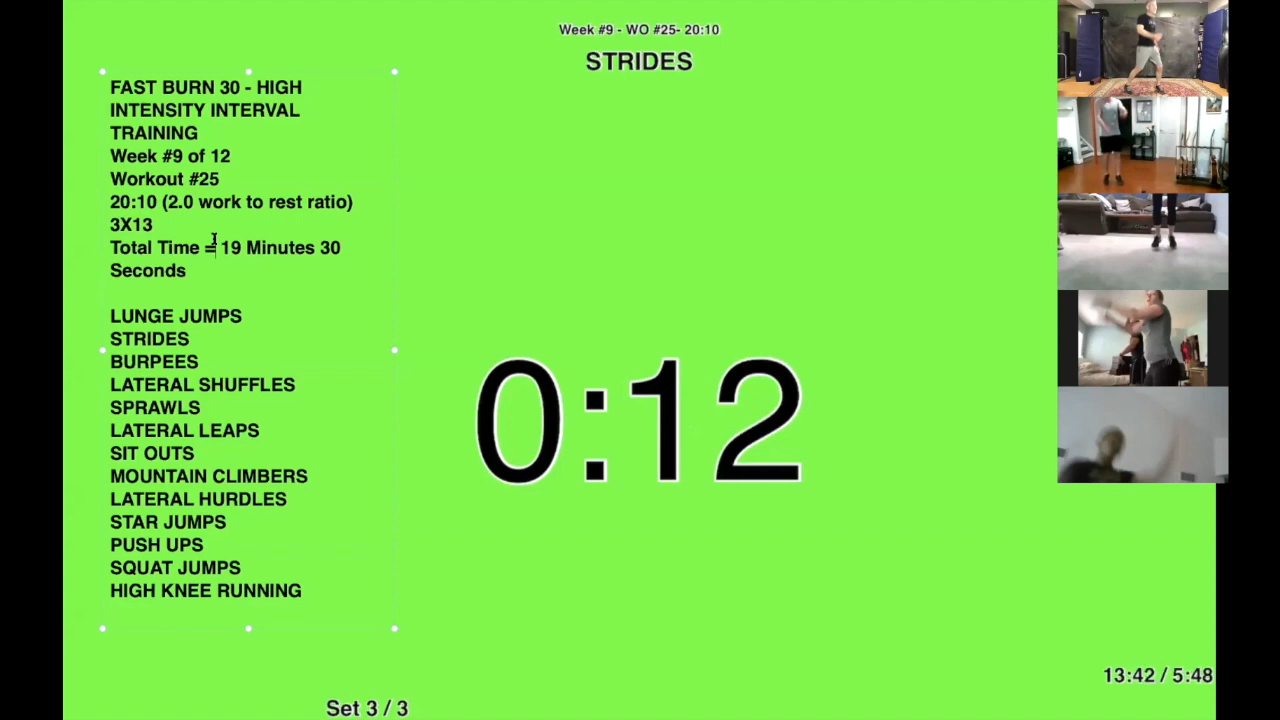 Week #9 - WO #25- 20:10
STRIDES
FAST BURN 30 - HIGH
INTENSITY INTERVAL
TRAINING
Week #9 of 12
Workout #25
20:10 (2.0 work to rest ratio)
3X13
Total Time = 19 Minutes 30
Seconds
LUNGE JUMPS
STRIDES
BURPEES
LATERAL SHUFFLES
SPRAWLS
LATERAL LEAPS
SIT OUTS
MOUNTAIN CLIMBERS
LATERAL HURDLES
STAR JUMPS
PUSH UPS
SQUAT JUMPS
HIGH KNEE RUNNING
0:12
13:42 / 5:48
Set 3 / 3